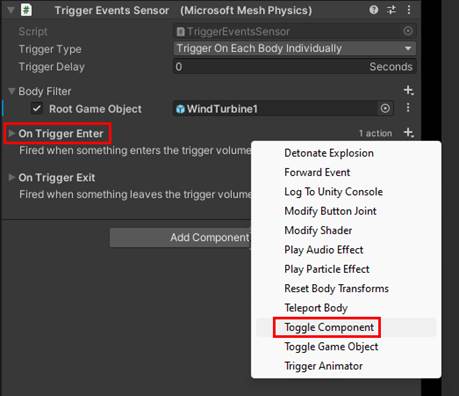 # Trigger Events Sensor (Microsoft Mesh Physics)
Script TriggerEventsSensor
Trigger Type Trigger On Each Body Individually
Trigger Delay 0 Seconds
Body Filter
Root Game Object WindTurbine1
On Trigger Enter 1 action
Fired when something enters the trigger volume
On Trigger Exit
Fired when something leaves the trigger volume
Add Component
Detonate Explosion
Forward Event
Log To Unity Console
Modify Button Joint
Modify Shader
Play Audio Effect
Play Particle Effect
Reset Body Transforms
Teleport Body
Toggle Component
Toggle Game Object
Trigger Animator